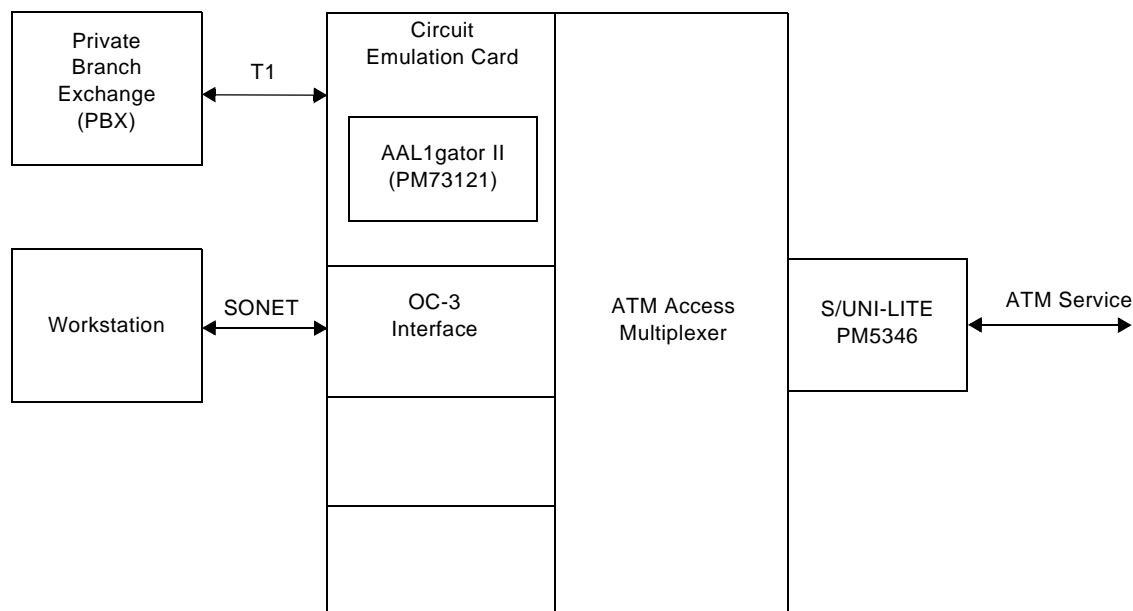 Private
Branch
Exchange
(PBX)
T1
Circuit
Emulation Card
AAL1gator II
(PM73121)
Workstation
SONET
OC-3
Interface
ATM Access
Multiplexer
S/UNI-LITE
PM5346
ATM Service